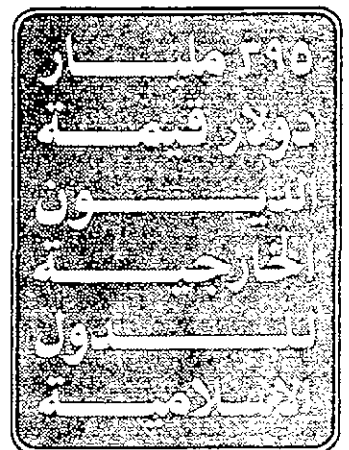 ٢٩٥ مليار
دولار قيمة
الديون
الخارجية
للدول
الإسلامية